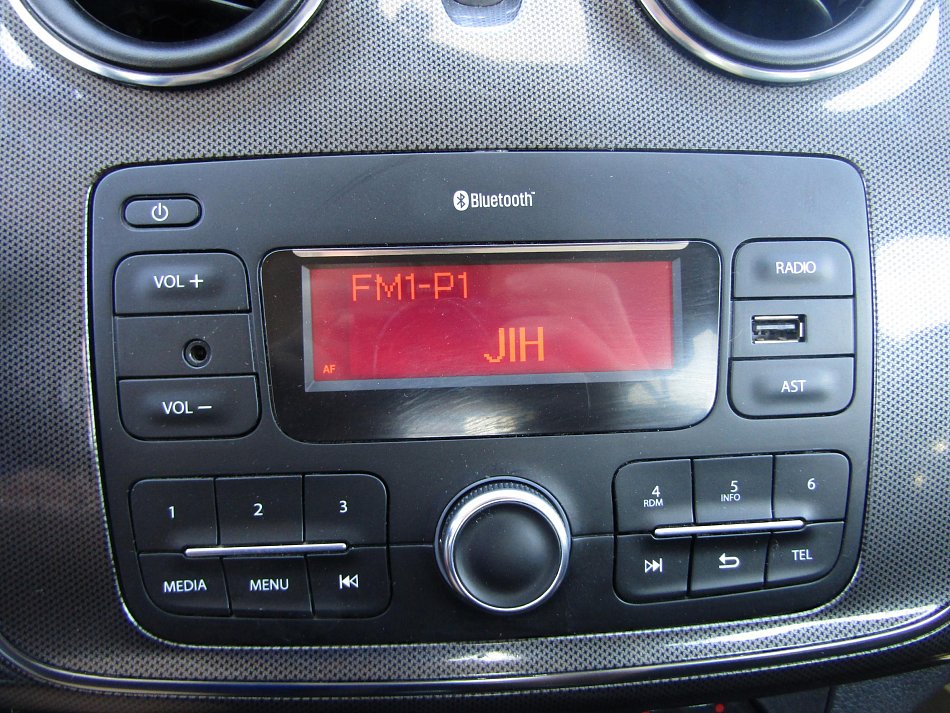 Bluetooth™
VOL +
RADIO
FM1-P1
JIH
AF
AST
VOL −
1
2
3
4
RDM
5
INFO
6
MEDIA
MENU
TEL